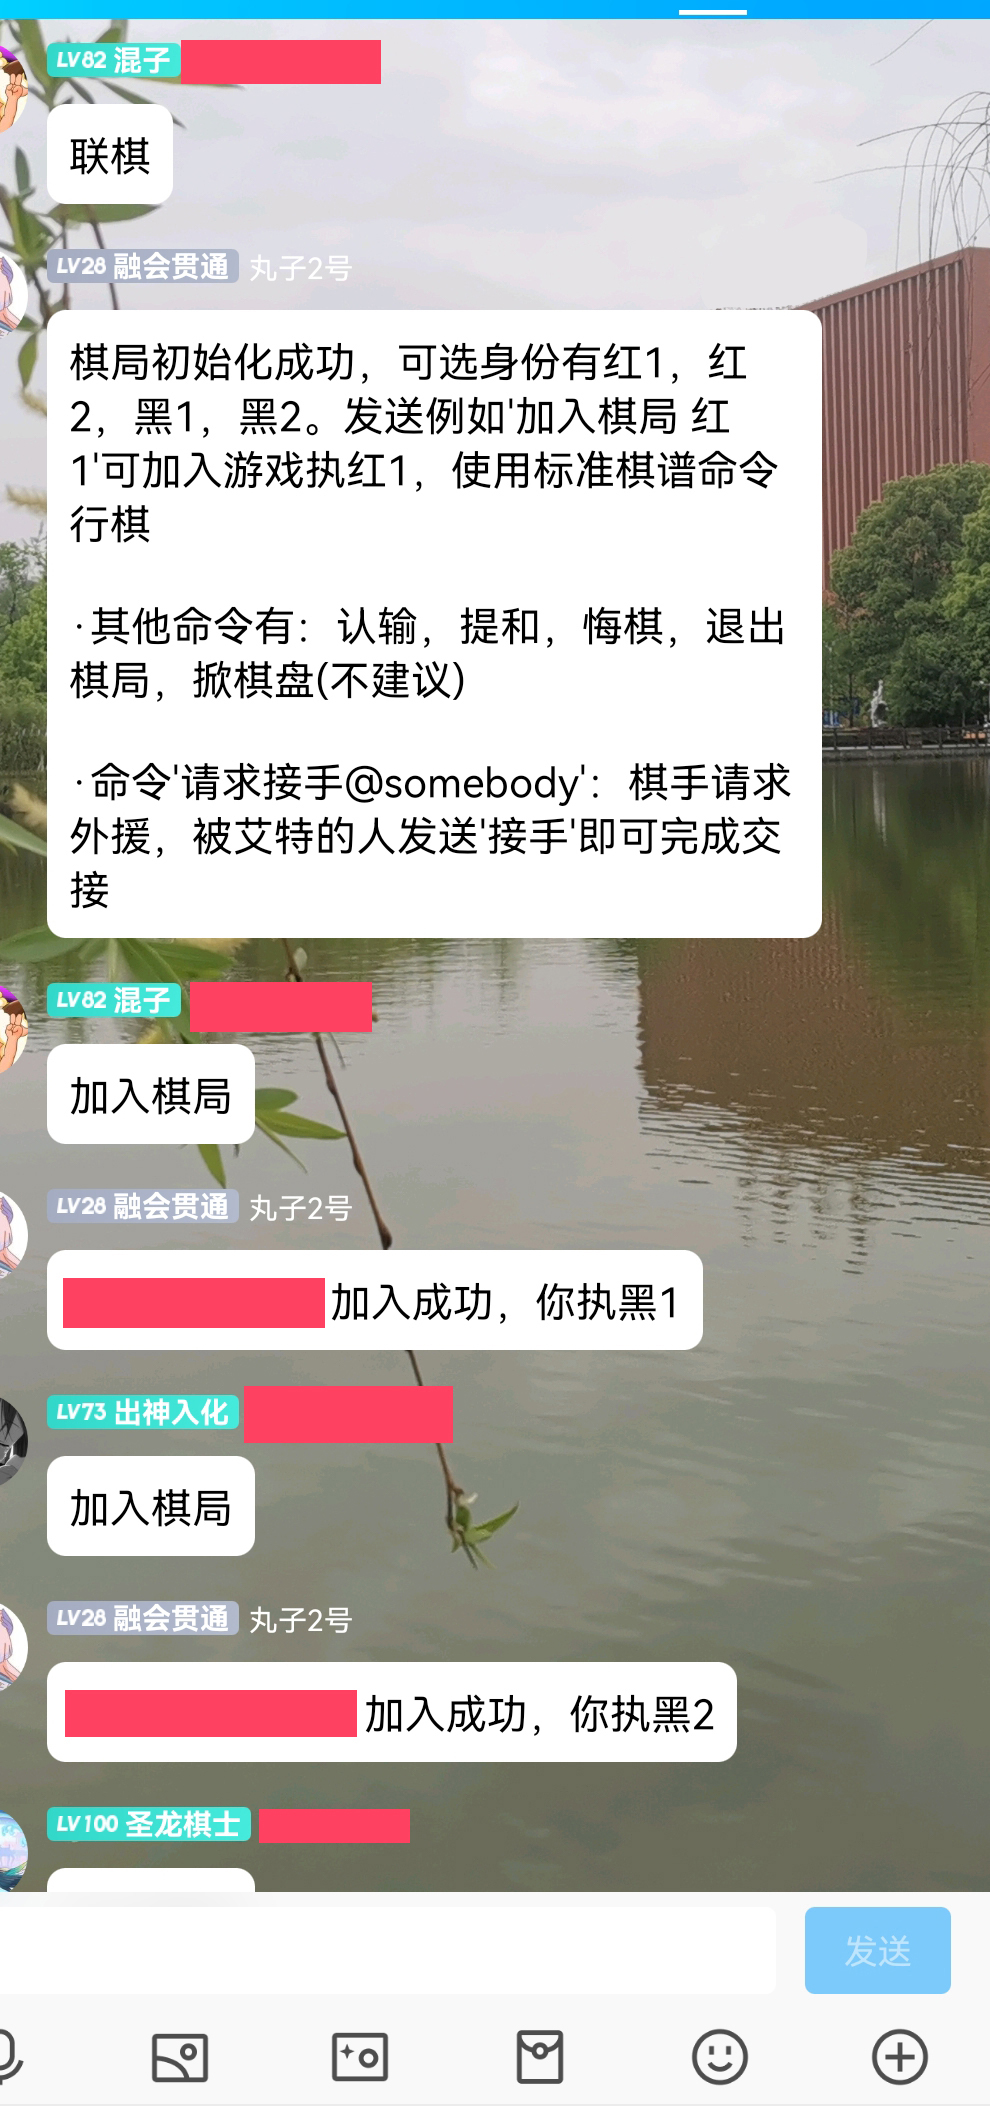 LV82 混子
联棋
LV28 融会贯通 丸子2号
棋局初始化成功，可选身份有红1，红
2，黑1，黑2。发送例如'加入棋局 红
1'可加入游戏执红1，使用标准棋谱命令
行棋
·其他命令有：认输，提和，悔棋，退出
棋局，掀棋盘(不建议)
·命令'请求接手@somebody'：棋手请求
外援，被艾特的人发送'接手'即可完成交
接
LV82 混子
加入棋局
LV28 融会贯通 丸子2号
加入成功，你执黑1
LV73 出神入化
加入棋局
LV28 融会贯通 丸子2号
加入成功，你执黑2
LV100 圣龙棋士
发送